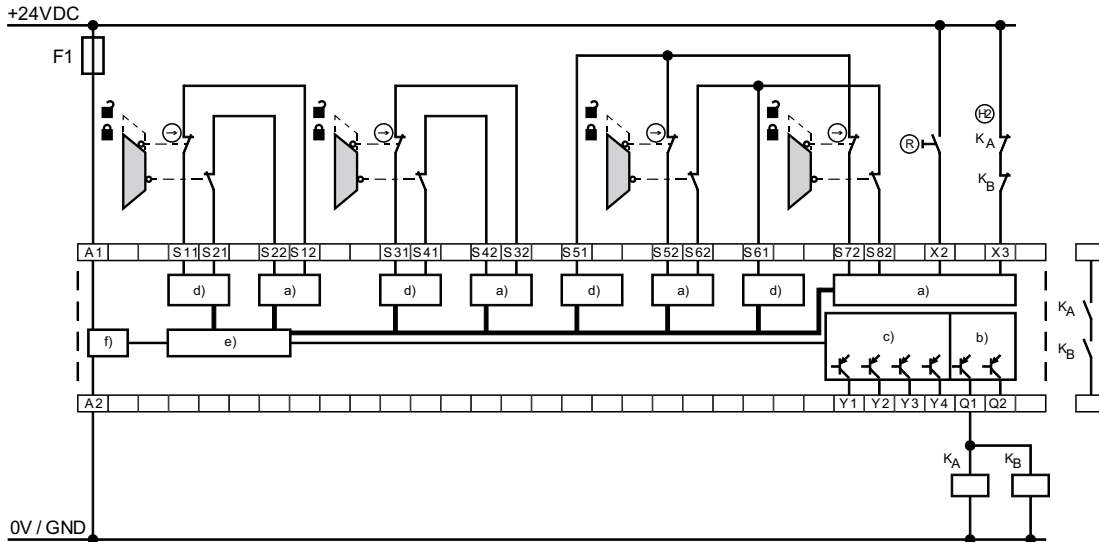 +24VDC
F1
H2
R
KA
KB
A1 S11 S21 S22 S12 S31 S41 S42 S32 S51 S52 S62 S61 S72 S82 X2 X3
d) a) d) a) d) a) d) a)
KA
KB
f) e) c) b)
A2 Y1 Y2 Y3 Y4 Q1 Q2
KA KB
0V / GND